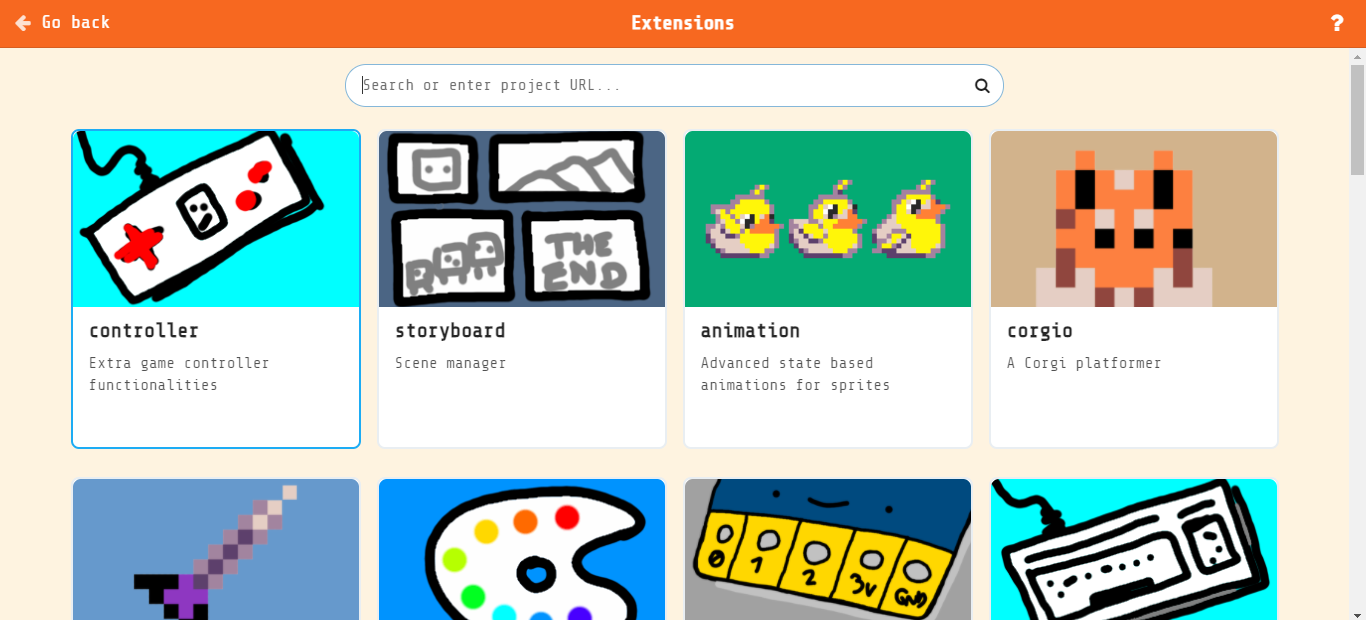 Go back
Extensions
?
Search or enter project URL...
THE
END
controller
Extra game controller
functionalities
storyboard
Scene manager
animation
Advanced state based
animations for sprites
corgio
A Corgi platformer
0
1
2
3V
GND